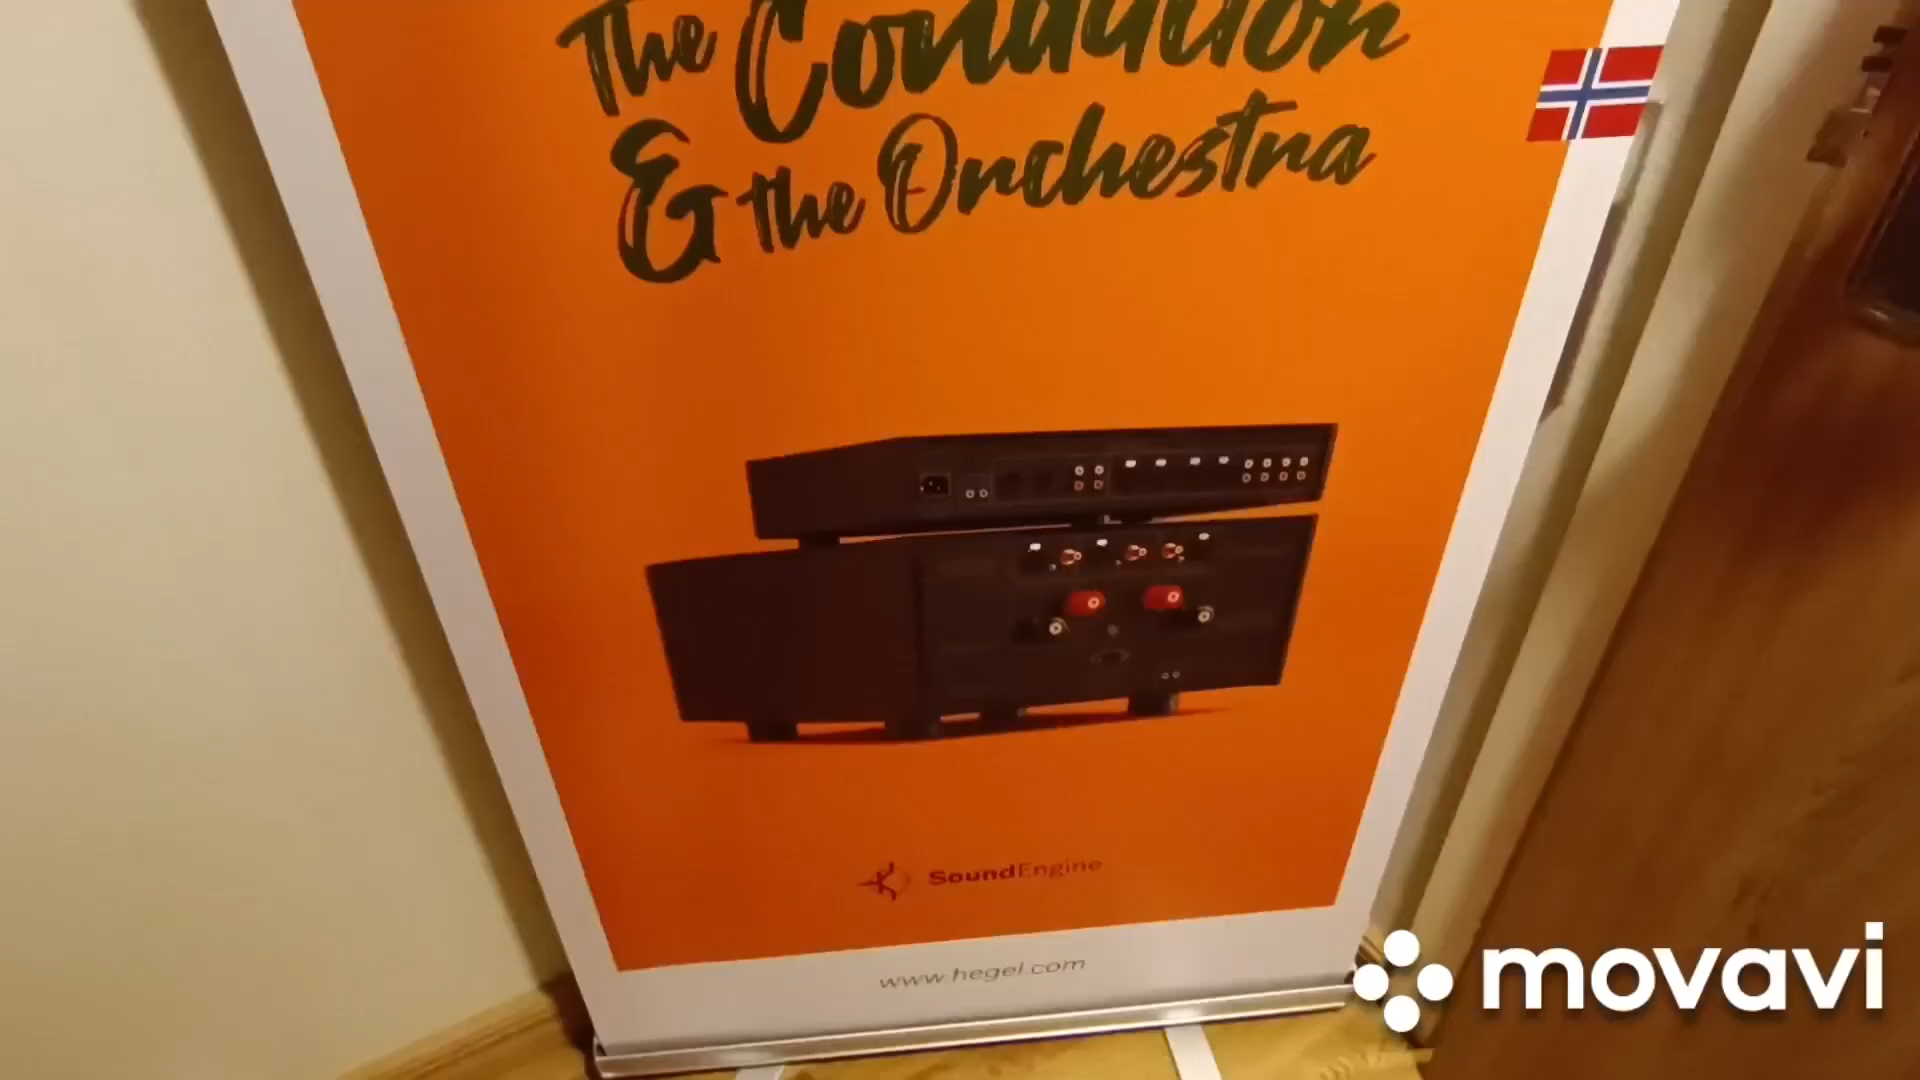 The Conductor
& the Orchestra
SoundEngine
www.hegel.com
movavi